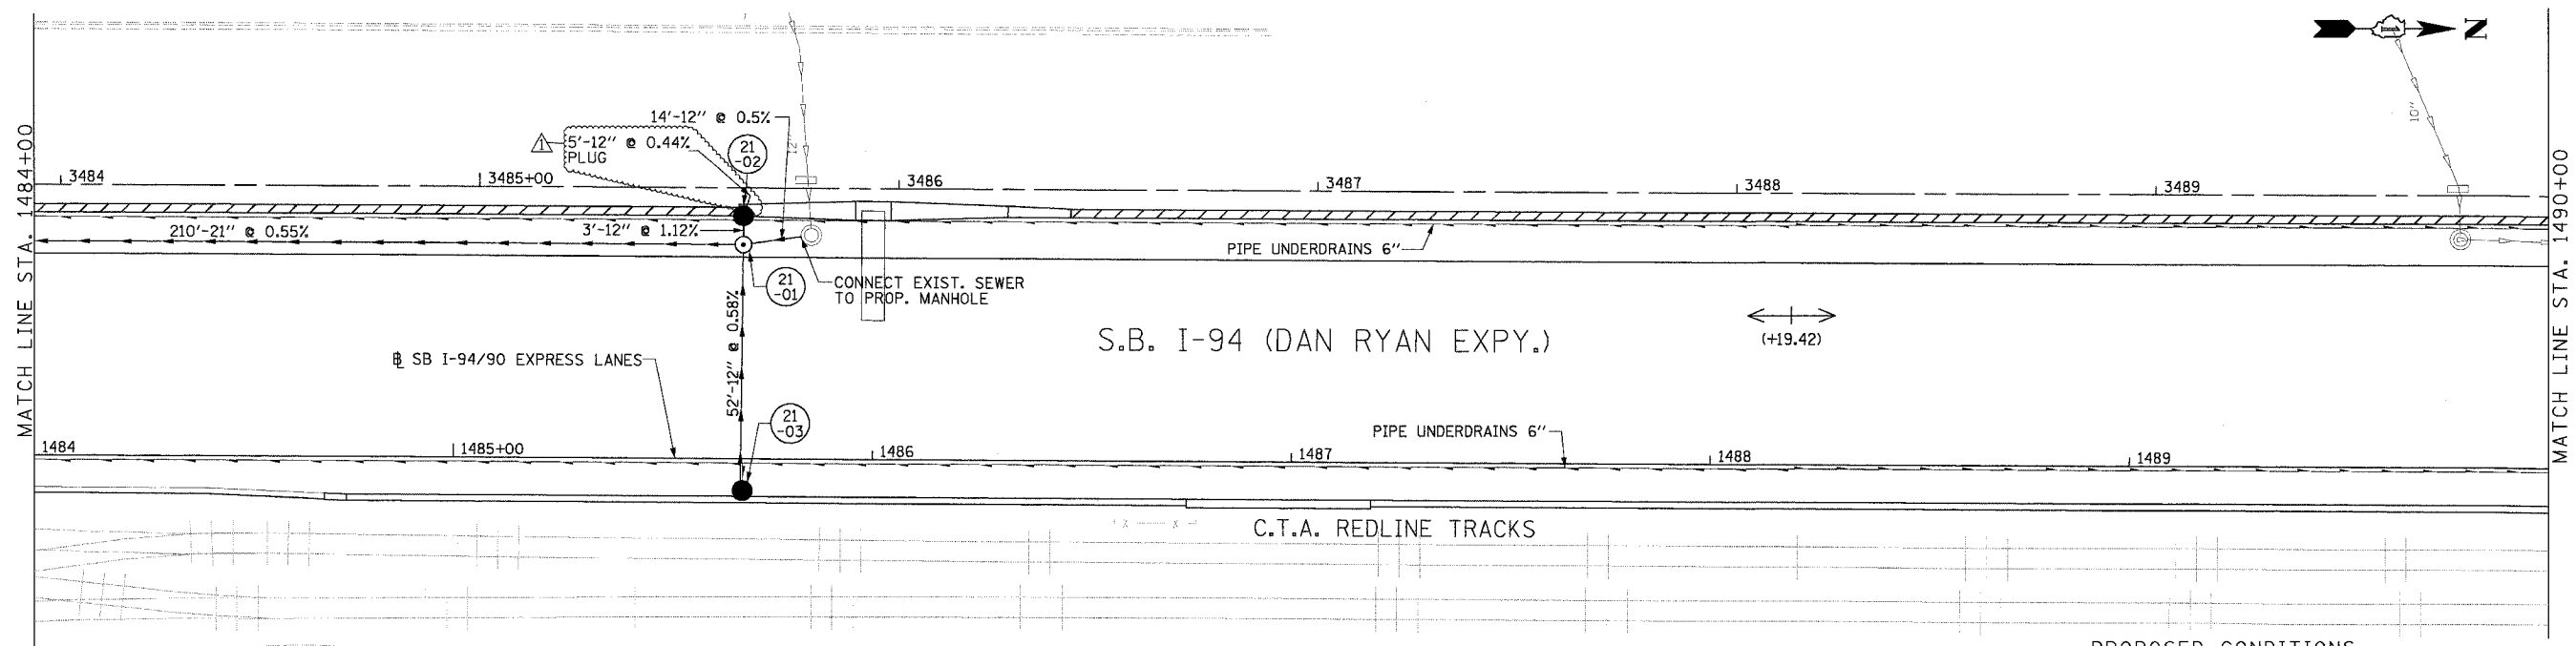 N
MATCH LINE STA. 1484+00
MATCH LINE STA. 1490+00
14'-12" @ 0.5%
12"
10"
1
5'-12" @ 0.44%
PLUG
21
-02
3484
3485+00
3486
3487
3488
3489
210'-21" @ 0.55%
3'-12" @ 1.12%
PIPE UNDERDRAINS 6"
21
-01
CONNECT EXIST. SEWER
TO PROP. MANHOLE
52'-12" @ 0.58%
S.B. I-94 (DAN RYAN EXPY.)
(+19.42)
℄ SB I-94/90 EXPRESS LANES
21
-03
PIPE UNDERDRAINS 6"
1484
1485+00
1486
1487
1488
1489
X X
C.T.A. REDLINE TRACKS
PROPOSED CONDITIONS